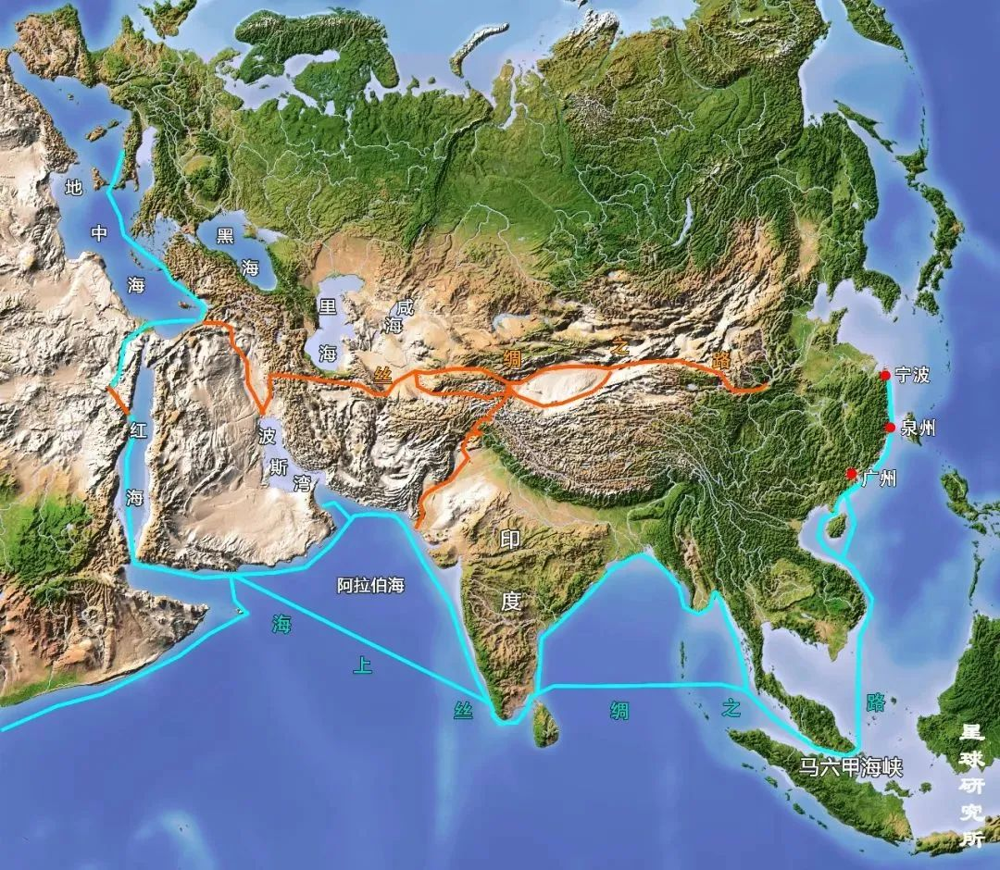 地中海
黑海
里海
咸海
丝绸之路
宁波
泉州
广州
波斯湾
红海
印度
阿拉伯海
海上丝绸之路
马六甲海峡
星球研究所